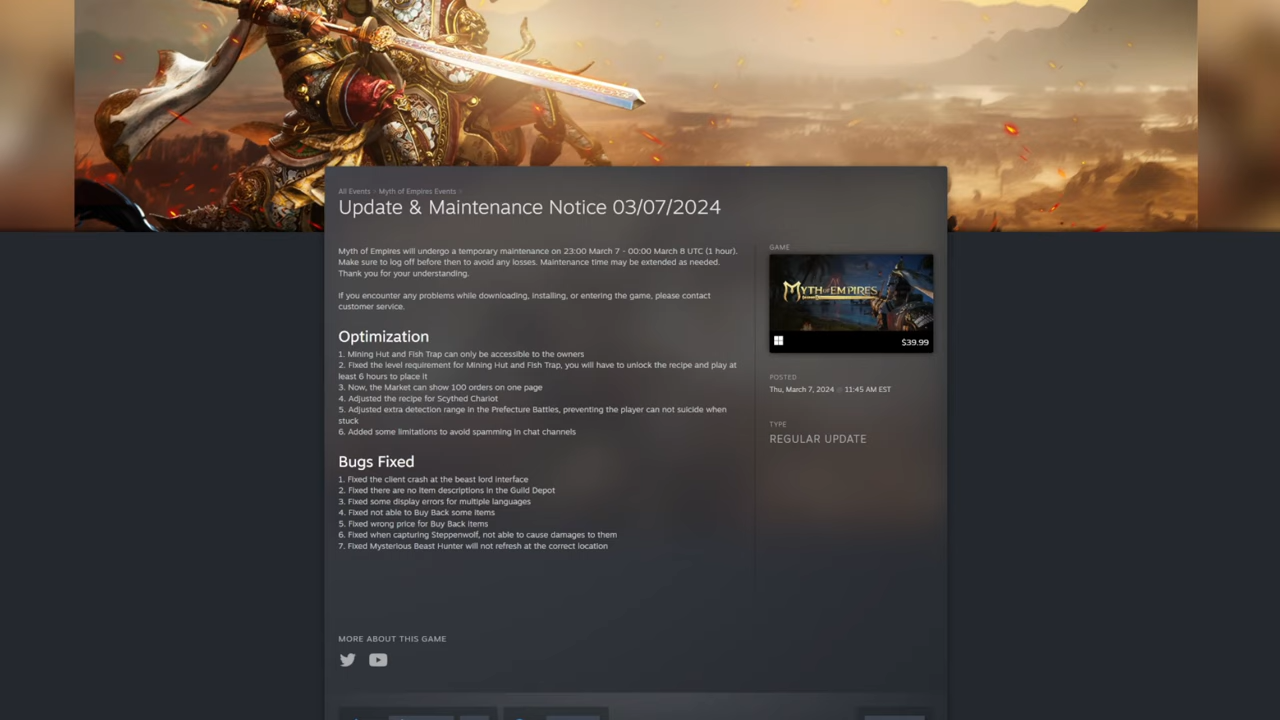 All Events > Myth of Empires Events >
Update & Maintenance Notice 03/07/2024
Myth of Empires will undergo a temporary maintenance on 23:00 March 7 - 00:00 March 8 UTC (1 hour).
Make sure to log off before then to avoid any losses. Maintenance time may be extended as needed.
Thank you for your understanding.
If you encounter any problems while downloading, installing, or entering the game, please contact
customer service.
Optimization
1. Mining Hut and Fish Trap can only be accessible to the owners
2. Fixed the level requirement for Mining Hut and Fish Trap, you will have to unlock the recipe and play at
least 6 hours to place it
3. Now, the Market can show 100 orders on one page
4. Adjusted the recipe for Scythed Chariot
5. Adjusted extra detection range in the Prefecture Battles, preventing the player can not suicide when
stuck
6. Added some limitations to avoid spamming in chat channels
Bugs Fixed
1. Fixed the client crash at the beast lord interface
2. Fixed there are no item descriptions in the Guild Depot
3. Fixed some display errors for multiple languages
4. Fixed not able to Buy Back some items
5. Fixed wrong price for Buy Back items
6. Fixed when capturing Steppenwolf, not able to cause damages to them
7. Fixed Mysterious Beast Hunter will not refresh at the correct location
GAME
MYTH OF EMPIRES
$39.99
POSTED
Thu, March 7, 2024 @ 11:45 AM EST
TYPE
REGULAR UPDATE
MORE ABOUT THIS GAME